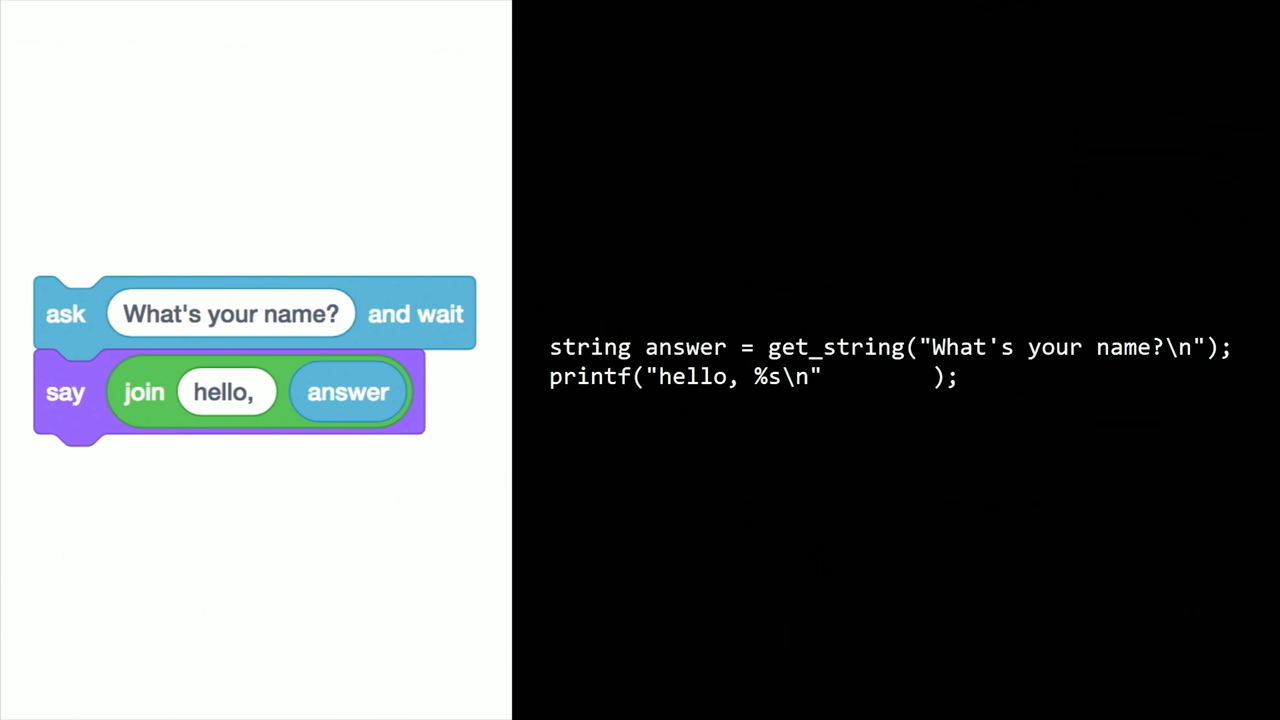 ask What's your name? and wait
say join hello, answer
string answer = get_string("What's your name?\n");
printf("hello, %s\n"        );